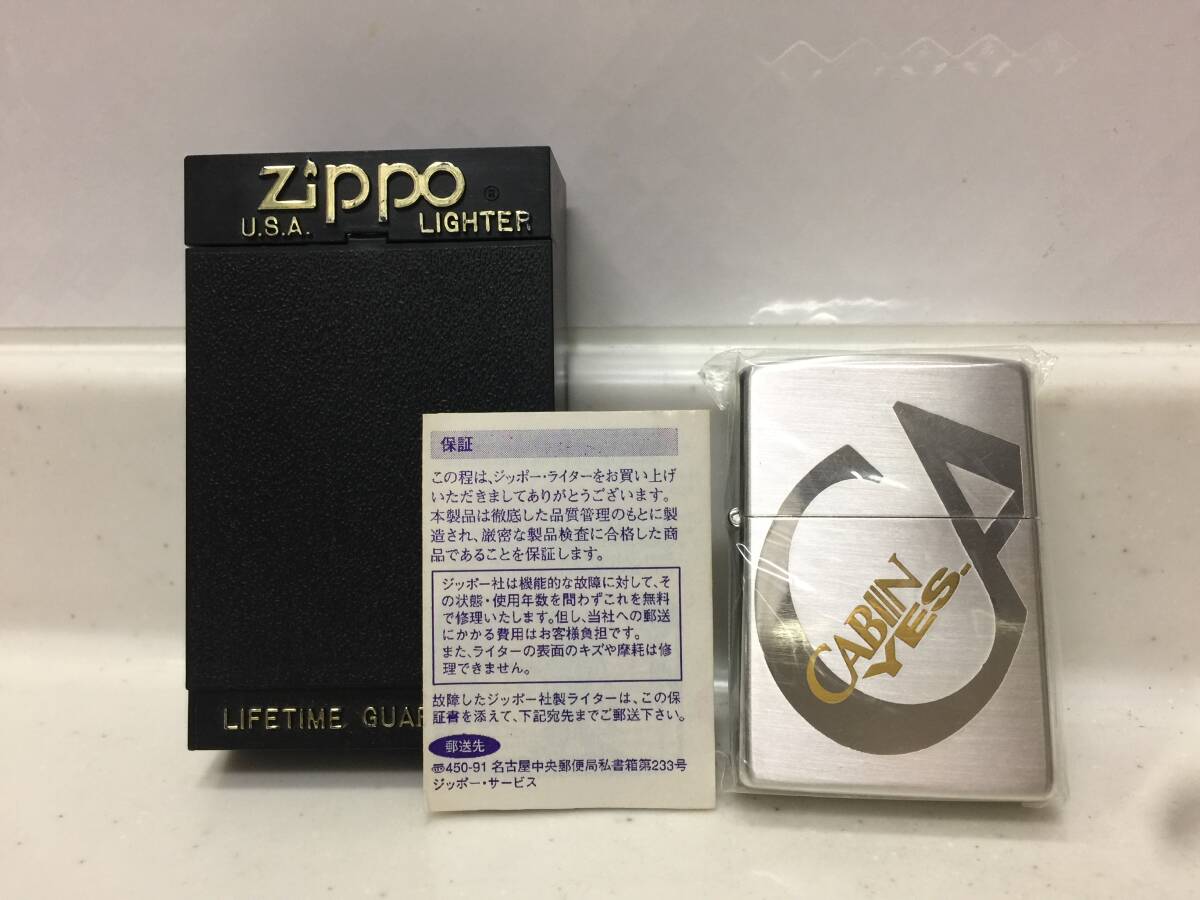 Zippo ®
U.S.A. LIGHTER
LIFETIME
保証
この程は、ジッポー・ライターをお買い上げ
いただきましてありがとうございます。
本製品は徹底した品質管理のもとに製
造され、厳密な製品検査に合格した商
品であることを保証します。
ジッポー社は機能的な故障に対して、そ
の状態・使用年数を問わずこれを無料
で修理いたします。但し、当社への郵送
にかかる費用はお客様負担です。
また、ライターの表面のキズや摩耗は修
理できません。
故障したジッポー社製ライターは、この保
証書を添えて、下記宛先までご郵送下さい。
郵送先
〠450-91 名古屋中央郵便局私書箱第233号
ジッポー・サービス
CABIN
YES-